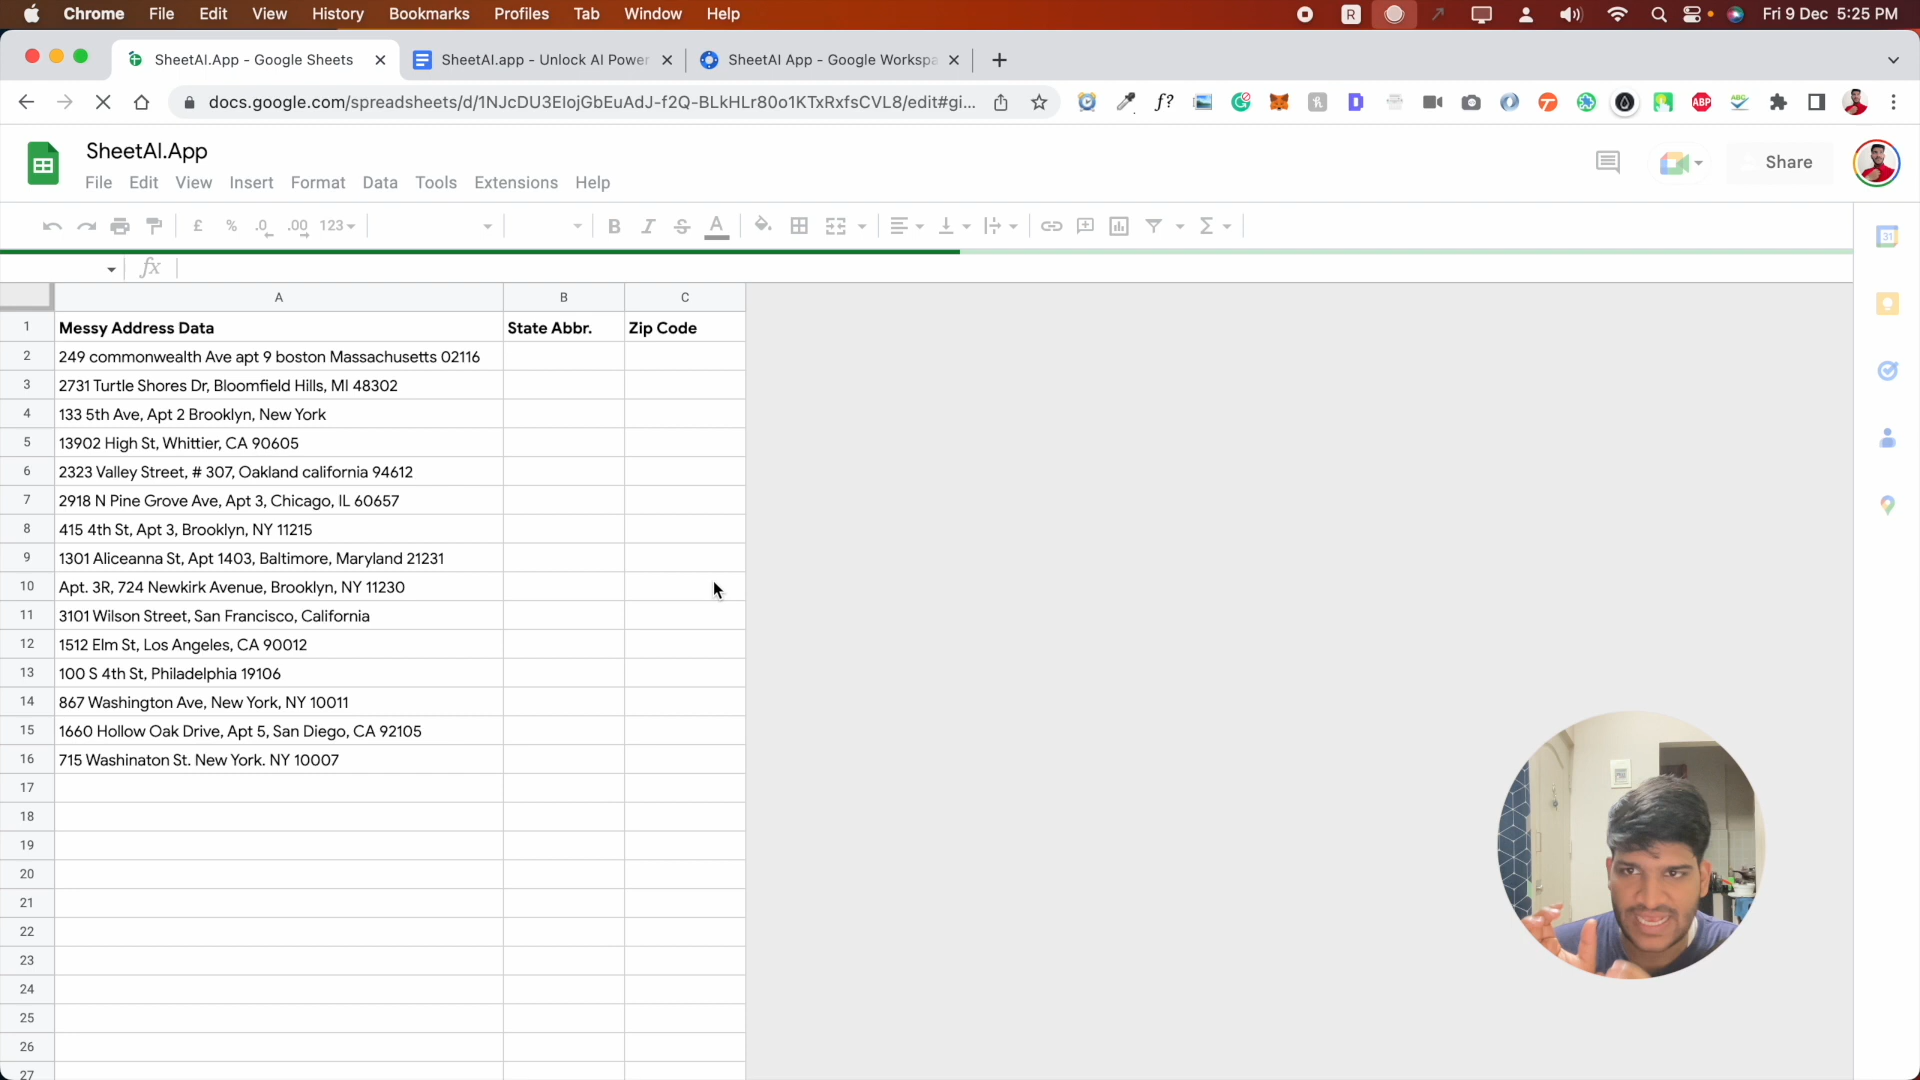 Chrome File Edit View History Bookmarks Profiles Tab Window Help Fri 9 Dec 5:25 PM
SheetAI.App - Google Sheets SheetAI.app - Unlock AI Power SheetAI App - Google Workspa
docs.google.com/spreadsheets/d/1NJcDU3ElojGbEuAdJ-f2Q-BLkHLr80o1KTxRxfsCVL8/edit#gi... f? ABP
SheetAI.App
Share
File Edit View Insert Format Data Tools Extensions Help
£ % .0 .00 123 B I S A Σ
31
fx
A B C
1 Messy Address Data State Abbr. Zip Code
2 249 commonwealth Ave apt 9 boston Massachusetts 02116
3 2731 Turtle Shores Dr, Bloomfield Hills, MI 48302
4 133 5th Ave, Apt 2 Brooklyn, New York
5 13902 High St, Whittier, CA 90605
6 2323 Valley Street, # 307, Oakland california 94612
7 2918 N Pine Grove Ave, Apt 3, Chicago, IL 60657
8 415 4th St, Apt 3, Brooklyn, NY 11215
9 1301 Aliceanna St, Apt 1403, Baltimore, Maryland 21231
10 Apt. 3R, 724 Newkirk Avenue, Brooklyn, NY 11230
11 3101 Wilson Street, San Francisco, California
12 1512 Elm St, Los Angeles, CA 90012
13 100 S 4th St, Philadelphia 19106
14 867 Washington Ave, New York, NY 10011
15 1660 Hollow Oak Drive, Apt 5, San Diego, CA 92105
16 715 Washinaton St. New York. NY 10007
17
18
19
20
21
22
23
24
25
26
27